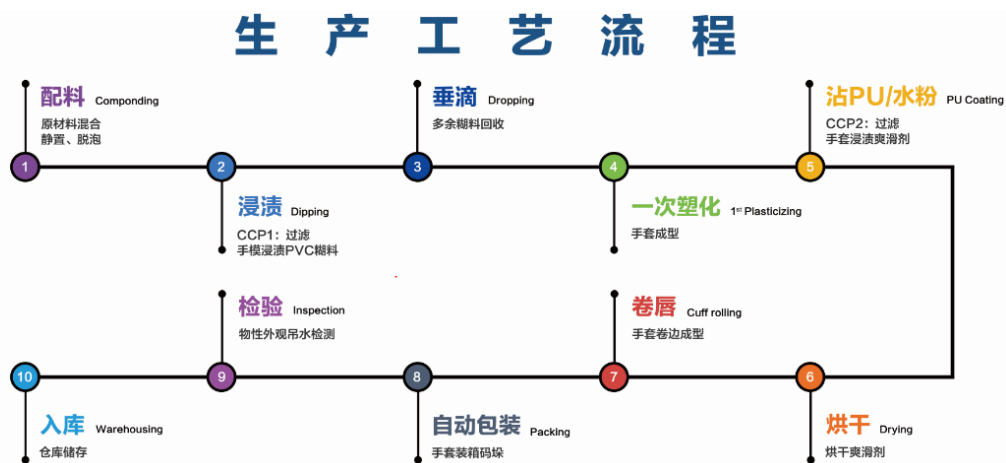 生产工艺流程
配料 Componding
原材料混合
静置、脱泡
1
2
浸渍 Dipping
CCP1：过滤
手模浸渍PVC糊料
垂滴 Dropping
多余糊料回收
3
4
一次塑化 1st Plasticizing
手套成型
沾PU/水粉 PU Coating
CCP2：过滤
手套浸渍爽滑剂
5
6
烘干 Drying
烘干爽滑剂
卷唇 Cuff rolling
手套卷边成型
7
8
自动包装 Packing
手套装箱码垛
检验 Inspection
物性外观吊水检测
9
10
入库 Warehousing
仓库储存